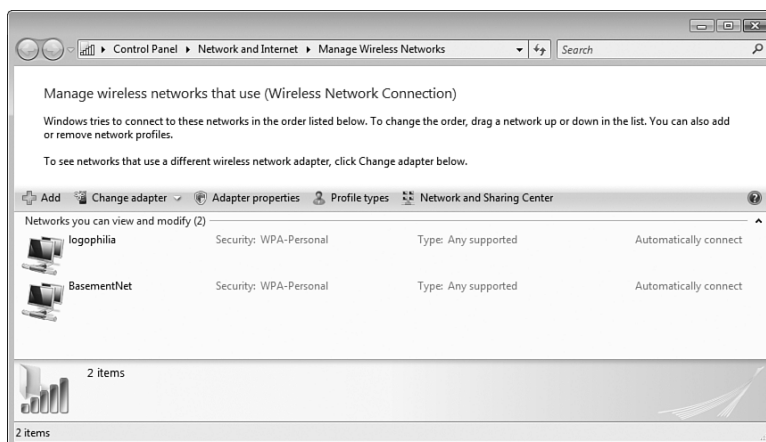 Control Panel ▸ Network and Internet ▸ Manage Wireless Networks
Search
Manage wireless networks that use (Wireless Network Connection)
Windows tries to connect to these networks in the order listed below. To change the order, drag a network up or down in the list. You can also add
or remove network profiles.
To see networks that use a different wireless network adapter, click Change adapter below.
Add Change adapter Adapter properties Profile types Network and Sharing Center
Networks you can view and modify (2)
logophilia Security: WPA-Personal Type: Any supported Automatically connect
BasementNet Security: WPA-Personal Type: Any supported Automatically connect
2 items
2 items